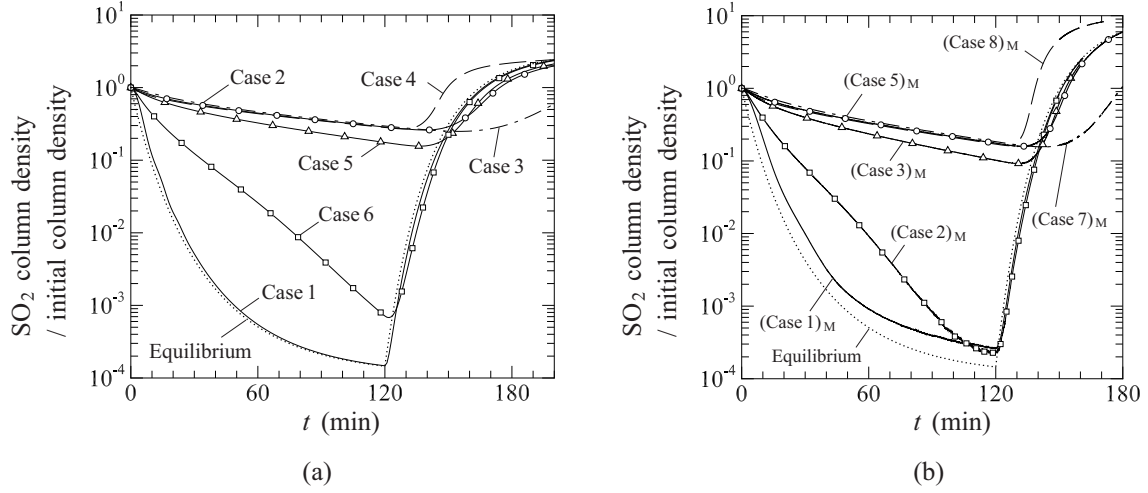 SO2 column density
/ initial column density
10^1
10^0
10^-1
10^-2
10^-3
10^-4
Case 2
Case 4
Case 5
Case 3
Case 6
Case 1
Equilibrium
0
60
120
180
t (min)
(a)
SO2 column density
/ initial column density
10^1
10^0
10^-1
10^-2
10^-3
10^-4
(Case 8)M
(Case 5)M
(Case 3)M
(Case 7)M
(Case 2)M
(Case 1)M
Equilibrium
0
60
120
180
t (min)
(b)